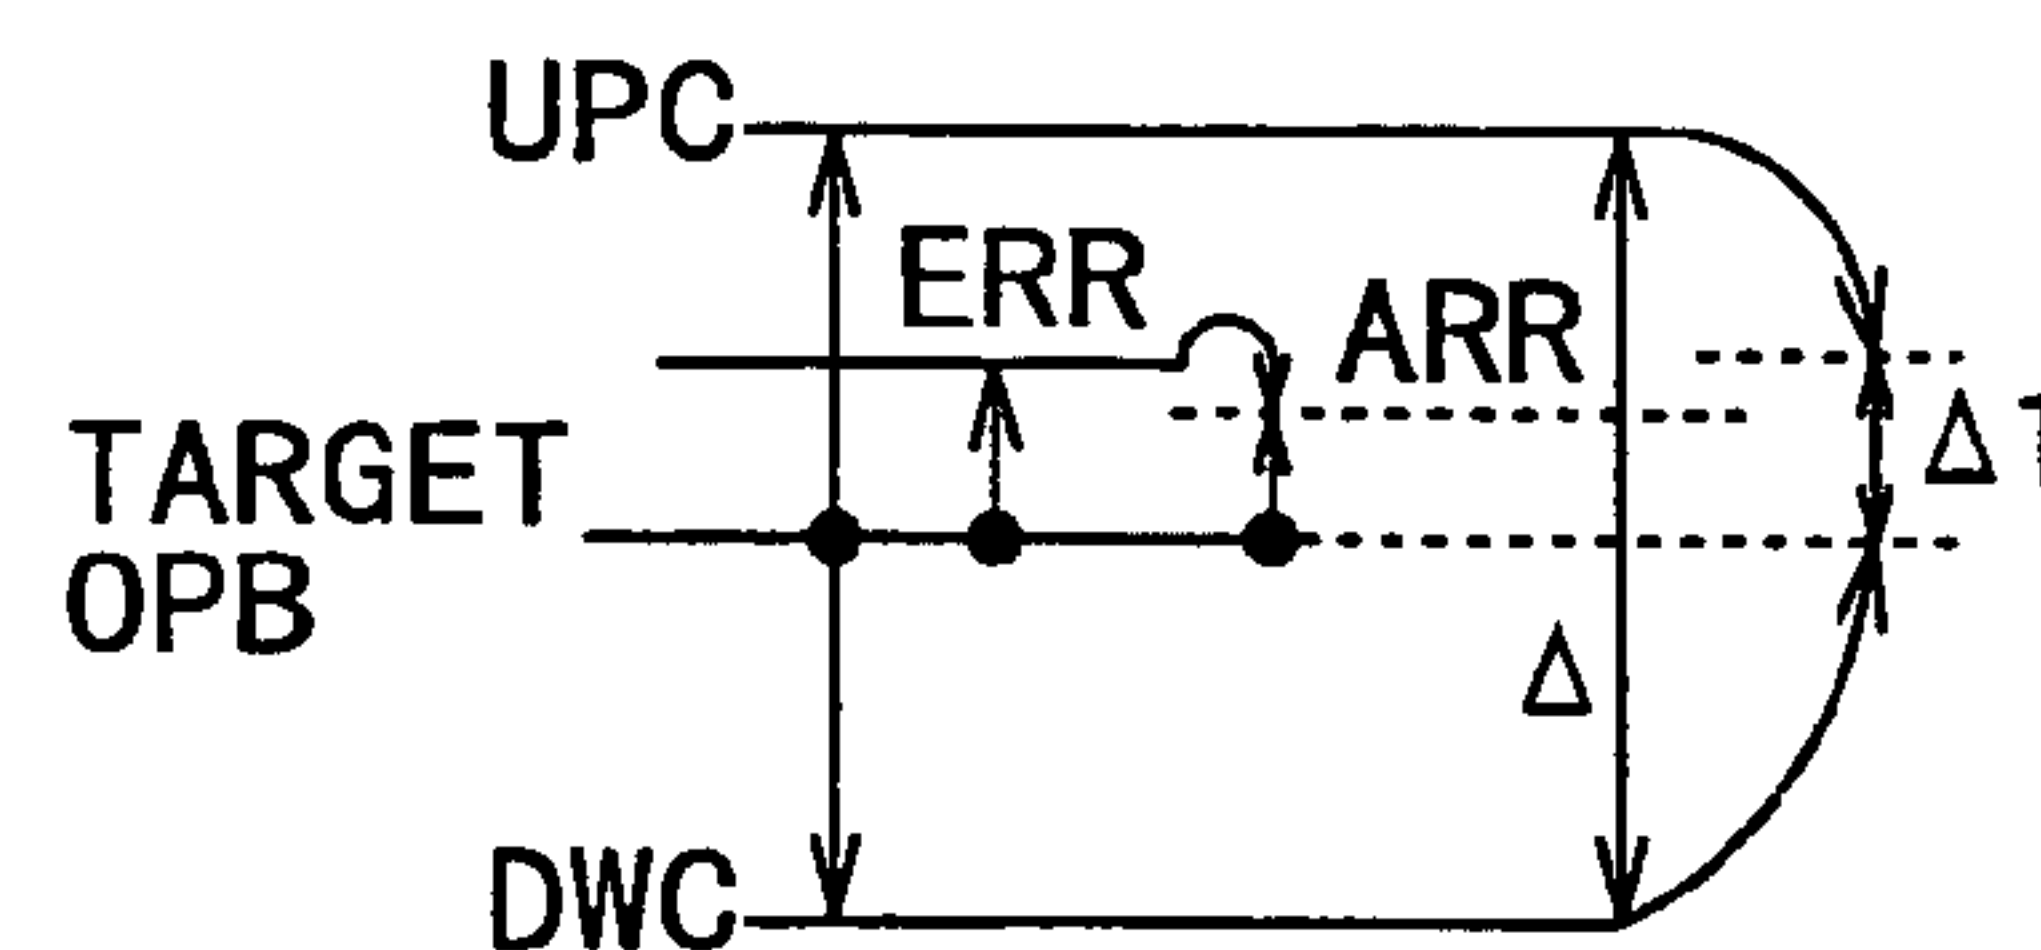 UPC
ERR
ARR
TARGET
OPB
Δ
Δ
DWC